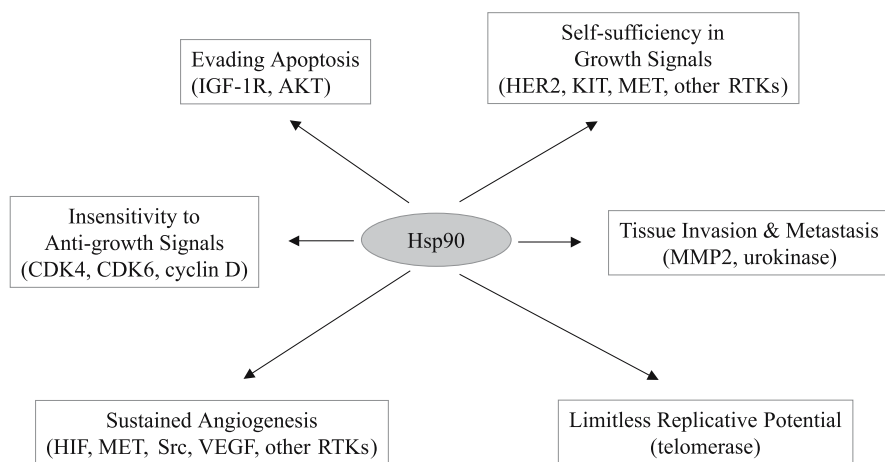 Evading Apoptosis
(IGF-1R, AKT)
Self-sufficiency in
Growth Signals
(HER2, KIT, MET, other RTKs)
Insensitivity to
Anti-growth Signals
(CDK4, CDK6, cyclin D)
Hsp90
Tissue Invasion & Metastasis
(MMP2, urokinase)
Sustained Angiogenesis
(HIF, MET, Src, VEGF, other RTKs)
Limitless Replicative Potential
(telomerase)